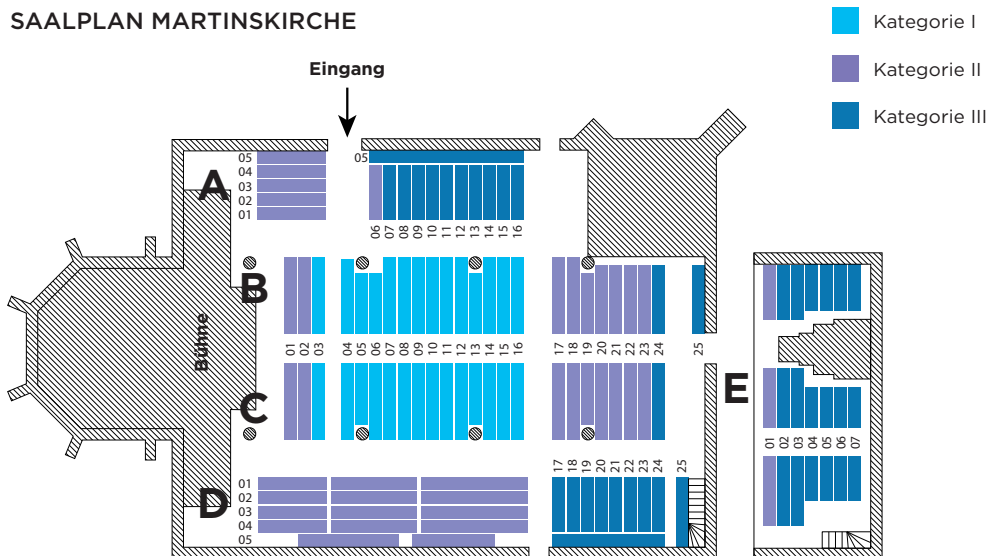 SAALPLAN MARTINSKIRCHE
Kategorie I
Kategorie II
Kategorie III
Eingang
A
05
04
03
02
01
05
06 07 08 09 10 11 12 13 14 15 16
B
Bühne
01 02 03 04 05 06 07 08 09 10 11 12 13 14 15 16 17 18 19 20 21 22 23 24 25
C
E
01 02 03 04 05 06 07
17 18 19 20 21 22 23 24 25
D
01
02
03
04
05